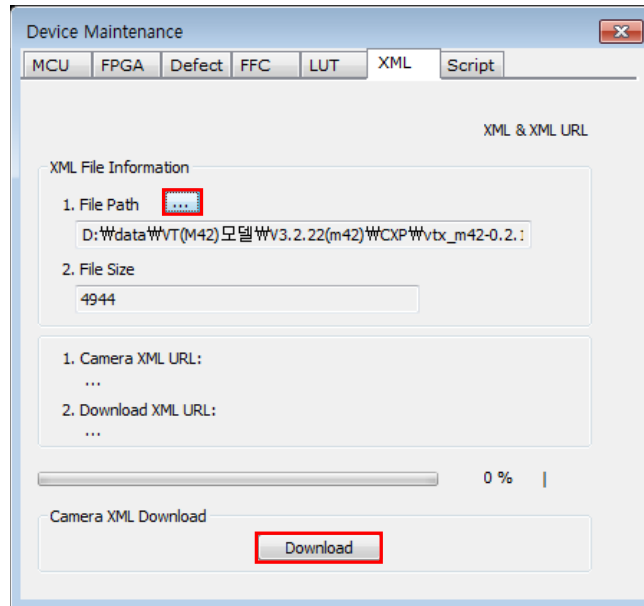 Device Maintenance
MCU FPGA Defect FFC LUT XML Script
XML & XML URL
XML File Information
1. File Path ...
D:₩data₩VT(M42)모델₩V3.2.22(m42)₩CXP₩vtx_m42-0.2.1
2. File Size
4944
1. Camera XML URL:
...
2. Download XML URL:
...
0 % |
Camera XML Download
Download